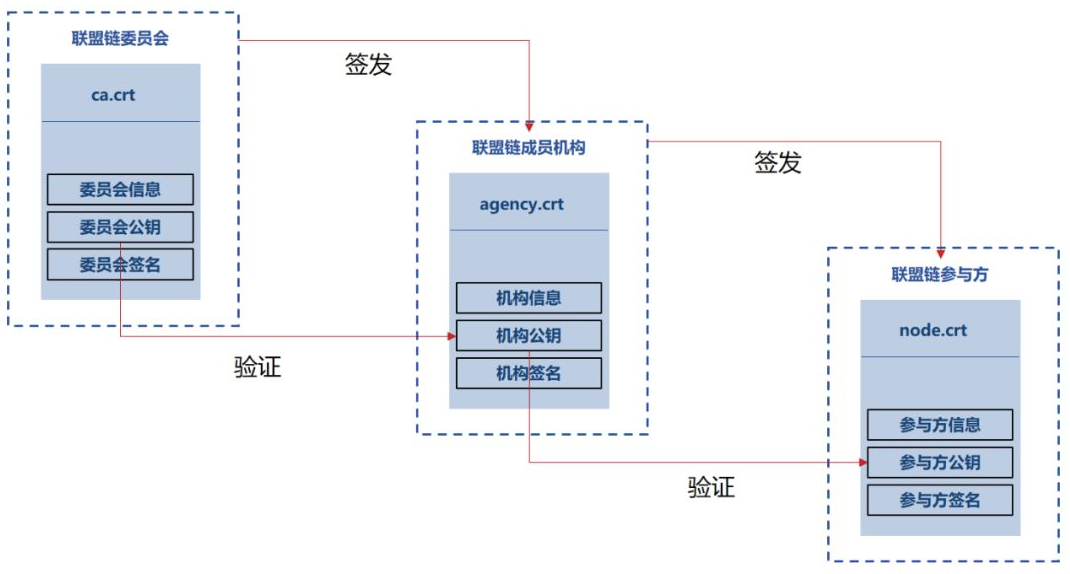 联盟链委员会
ca.crt
委员会信息
委员会公钥
委员会签名
签发
验证
联盟链成员机构
agency.crt
机构信息
机构公钥
机构签名
签发
验证
联盟链参与方
node.crt
参与方信息
参与方公钥
参与方签名